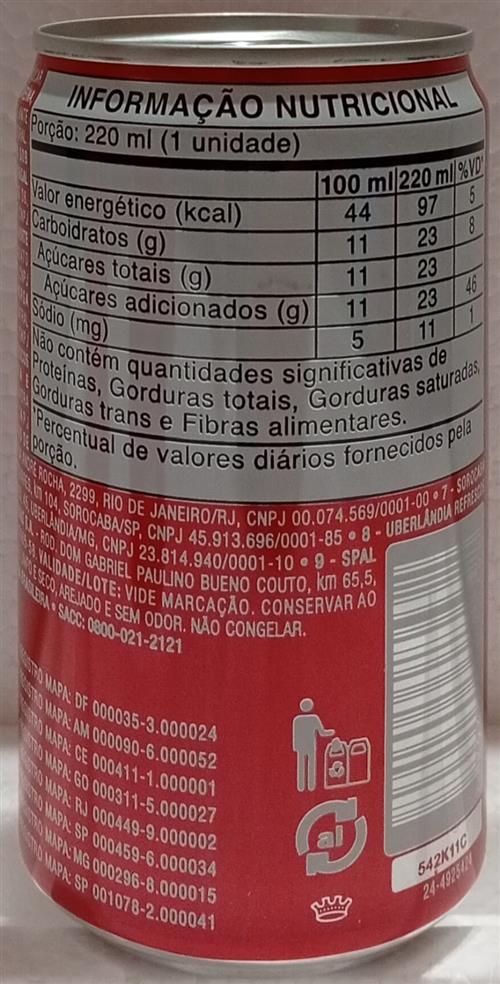 INFORMAÇÃO NUTRICIONAL
Porção: 220 ml (1 unidade)
100 ml 220 ml %VD*
Valor energético (kcal) 44 97 5
Carboidratos (g) 11 23 8
Açúcares totais (g) 11 23
Açúcares adicionados (g) 11 23 46
Sódio (mg) 5 11 1
Não contém quantidades significativas de
Proteínas, Gorduras totais, Gorduras saturadas,
Gorduras trans e Fibras alimentares.
*Percentual de valores diários fornecidos pela
porção.
ROCHA, 2299, RIO DE JANEIRO/RJ, CNPJ 00.074.569/0001-00 • 7 -
km 104, SOROCABA/SP, CNPJ 45.913.696/0001-85 • 8 - UBERLÂNDIA
UBERLÂNDIA/MG, CNPJ 23.814.940/0001-10 • 9 - SPAL
ROD. DOM GABRIEL PAULINO BUENO COUTO, km 65,5,
VALIDADE/LOTE: VIDE MARCAÇÃO. CONSERVAR AO
SECO, AREJADO E SEM ODOR. NÃO CONGELAR.
• SACC: 0800-021-2121
MAPA: DF 000035-3.000024
MAPA: AM 000090-6.000052
MAPA: CE 000411-1.000001
MAPA: GO 000311-5.000027
MAPA: RJ 000449-9.000002
MAPA: SP 000459-6.000034
MAPA: MG 000296-8.000015
MAPA: SP 001078-2.000041
al
542K11C